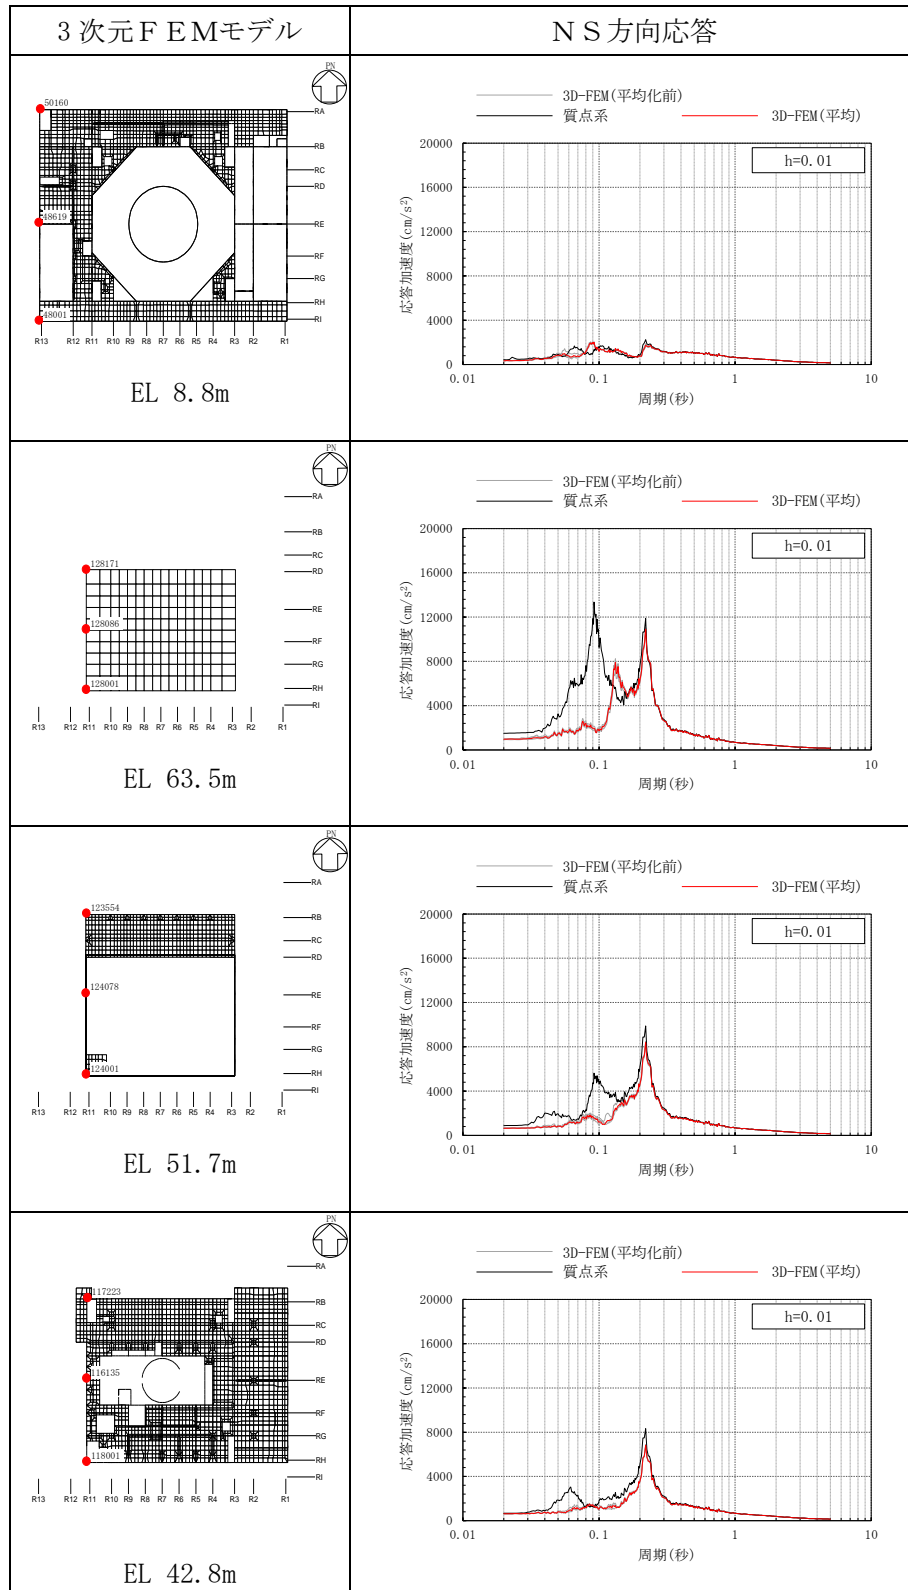 3次元ＦＥＭモデル
ＮＳ方向応答
PN
50160
48619
48001
RA
RB
RC
RD
RE
RF
RG
RH
RI
R13 R12 R11 R10 R9 R8 R7 R6 R5 R4 R3 R2 R1
EL 8.8m
3D-FEM(平均化前)
質点系 3D-FEM(平均)
h=0.01
応答加速度(cm/s²)
20000
16000
12000
8000
4000
0
0.01 0.1 1 10
周期(秒)
PN
128171
128086
128001
RA
RB
RC
RD
RE
RF
RG
RH
RI
R13 R12 R11 R10 R9 R8 R7 R6 R5 R4 R3 R2 R1
EL 63.5m
3D-FEM(平均化前)
質点系 3D-FEM(平均)
h=0.01
応答加速度(cm/s²)
20000
16000
12000
8000
4000
0
0.01 0.1 1 10
周期(秒)
PN
123554
124078
124001
RA
RB
RC
RD
RE
RF
RG
RH
RI
R13 R12 R11 R10 R9 R8 R7 R6 R5 R4 R3 R2 R1
EL 51.7m
3D-FEM(平均化前)
質点系 3D-FEM(平均)
h=0.01
応答加速度(cm/s²)
20000
16000
12000
8000
4000
0
0.01 0.1 1 10
周期(秒)
PN
117223
116135
118001
RA
RB
RC
RD
RE
RF
RG
RH
RI
R13 R12 R11 R10 R9 R8 R7 R6 R5 R4 R3 R2 R1
EL 42.8m
3D-FEM(平均化前)
質点系 3D-FEM(平均)
h=0.01
応答加速度(cm/s²)
20000
16000
12000
8000
4000
0
0.01 0.1 1 10
周期(秒)